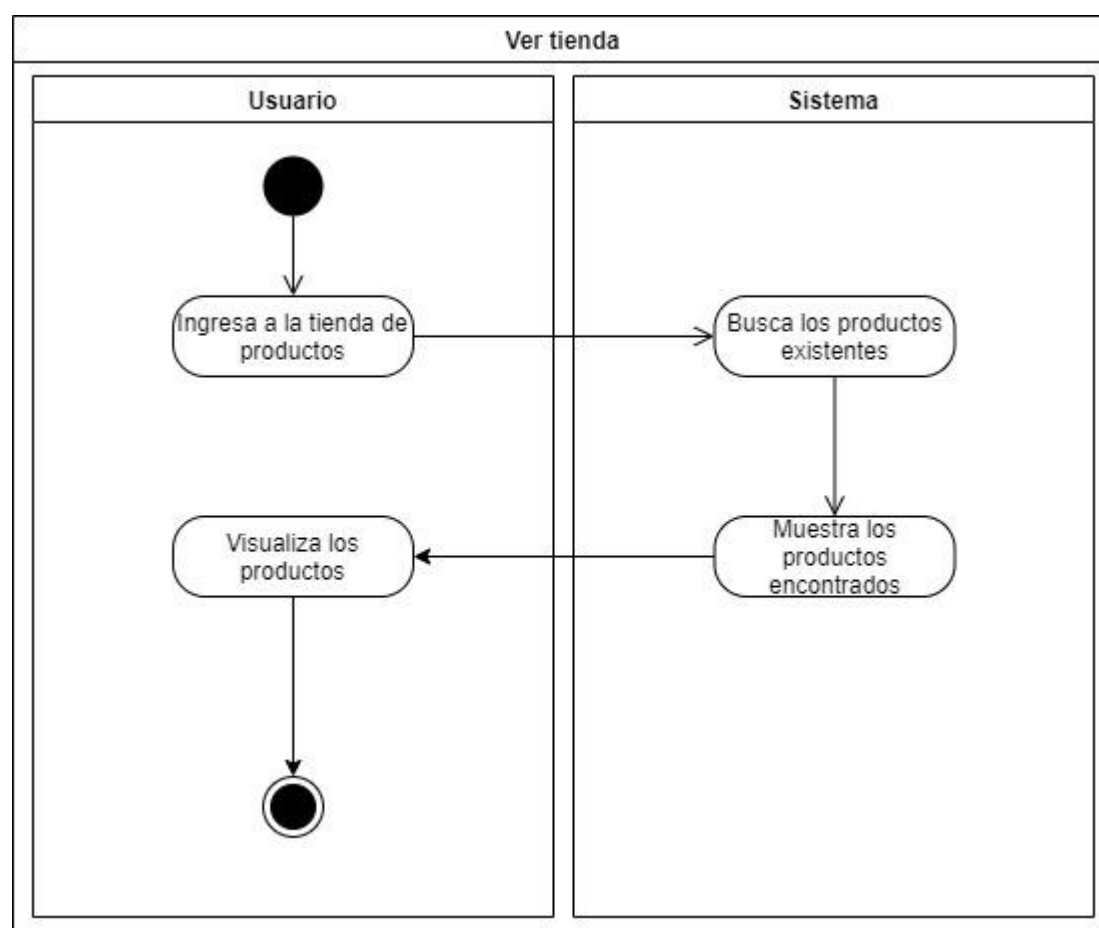 Ver tienda
Usuario
Sistema
Ingresa a la tienda de
productos
Busca los productos
existentes
Visualiza los
productos
Muestra los
productos
encontrados